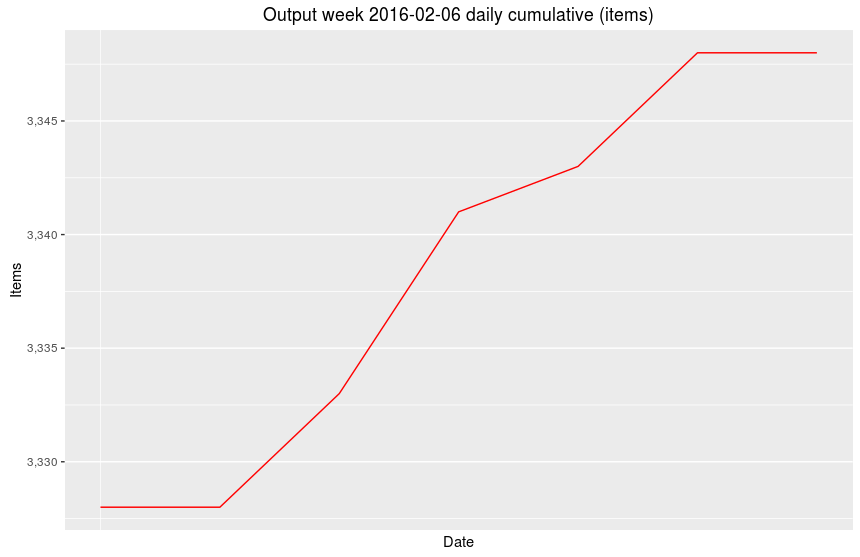 Output week 2016-02-06 daily cumulative (items)
3,345
3,340
Items
3,335
3,330
Date